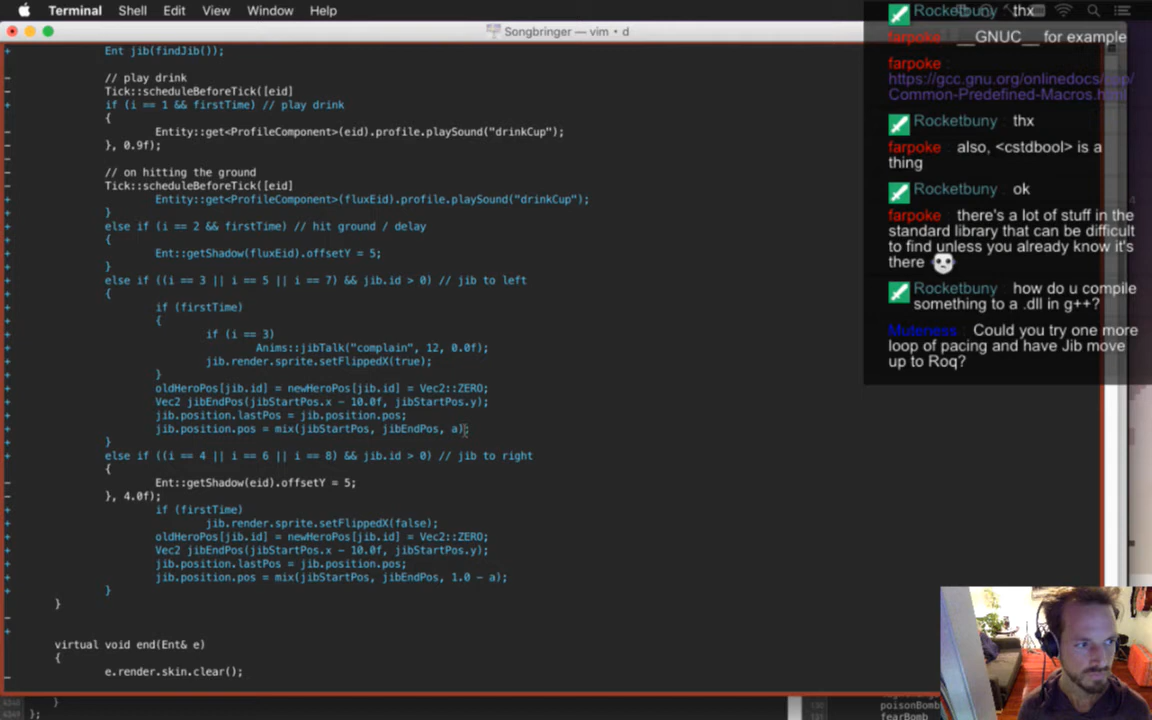 Terminal Shell Edit View Window Help
Songbringer — vim • d
+ Ent jib(findJib());
// play drink
Tick::scheduleBeforeTick([eid]
if (i == 1 && firstTime) // play drink
{
Entity::get<ProfileComponent>(eid).profile.playSound("drinkCup");
}, 0.9f);
// on hitting the ground
Tick::scheduleBeforeTick([eid]
Entity::get<ProfileComponent>(fluxEid).profile.playSound("drinkCup");
}
else if (i == 2 && firstTime) // hit ground / delay
{
Ent::getShadow(fluxEid).offsetY = 5;
}
else if ((i == 3 || i == 5 || i == 7) && jib.id > 0) // jib to left
{
if (firstTime)
{
if (i == 3)
Anims::jibTalk("complain", 12, 0.0f);
jib.render.sprite.setFlippedX(true);
}
oldHeroPos[jib.id] = newHeroPos[jib.id] = Vec2::ZERO;
Vec2 jibEndPos(jibStartPos.x - 10.0f, jibStartPos.y);
jib.position.lastPos = jib.position.pos;
jib.position.pos = mix(jibStartPos, jibEndPos, a);
}
else if ((i == 4 || i == 6 || i == 8) && jib.id > 0) // jib to right
{
Ent::getShadow(eid).offsetY = 5;
}, 4.0f);
if (firstTime)
jib.render.sprite.setFlippedX(false);
oldHeroPos[jib.id] = newHeroPos[jib.id] = Vec2::ZERO;
Vec2 jibEndPos(jibStartPos.x - 10.0f, jibStartPos.y);
jib.position.lastPos = jib.position.pos;
jib.position.pos = mix(jibStartPos, jibEndPos, 1.0 - a);
}
}
virtual void end(Ent& e)
{
e.render.skin.clear();
}
4349 };
Rocketbuny : thx
farpoke : __GNUC__ for example
farpoke :
https://gcc.gnu.org/onlinedocs/cpp/
Common-Predefined-Macros.html
Rocketbuny : thx
farpoke : also, <cstdbool> is a
thing
Rocketbuny : ok
farpoke : there's a lot of stuff in the
standard library that can be difficult
to find unless you already know it's
there
Rocketbuny : how do u compile
something to a .dll in g++?
Muteness : Could you try one more
loop of pacing and have Jib move
up to Roq?
poisonBomb
fearBomb